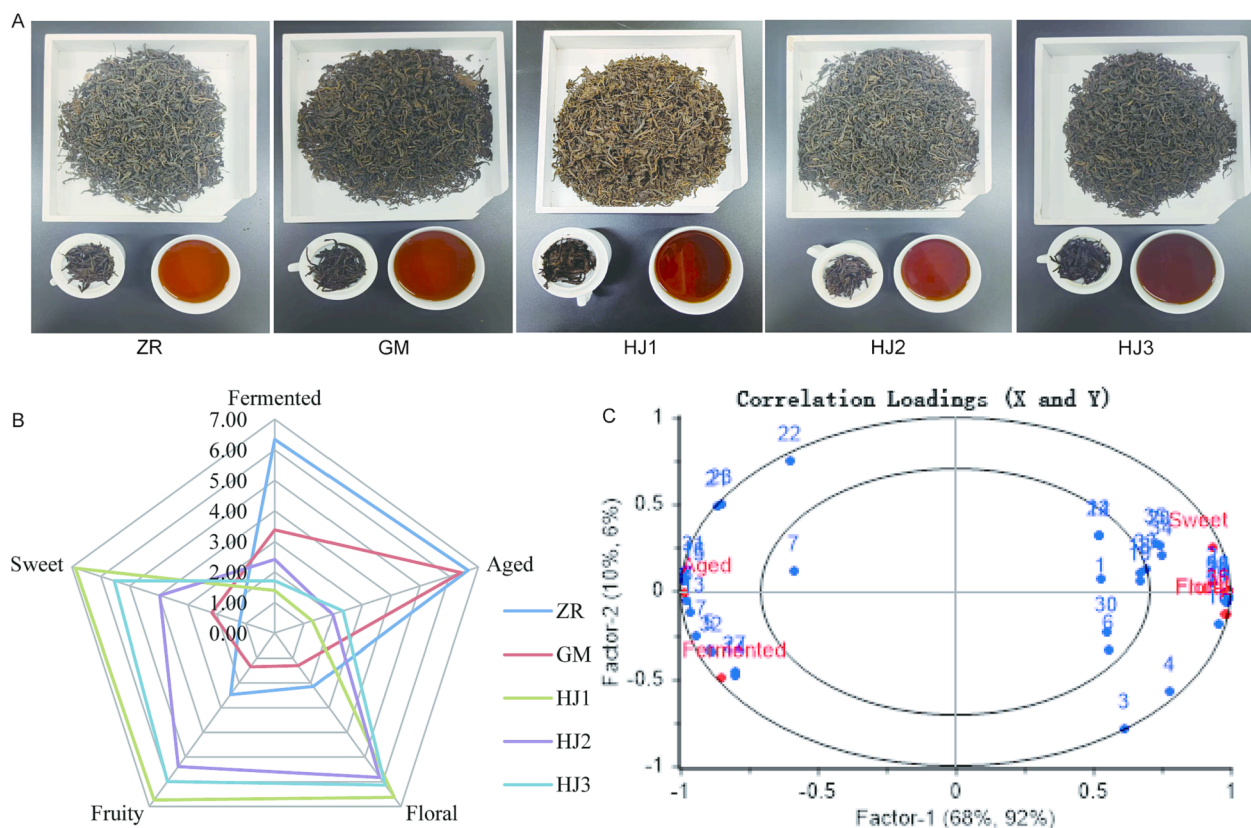 A
ZR
GM
HJ1
HJ2
HJ3
B
Fermented
7.00
6.00
5.00
4.00
3.00
2.00
1.00
0.00
Sweet
Aged
Fruity
Floral
ZR
GM
HJ1
HJ2
HJ3
C
Correlation Loadings (X and Y)
Factor-2 (10%, 6%)
1
0.5
0
-0.5
-1
22
7
Aged
7
Fermented
Sweet
1
Floral
30
6
4
3
-1
-0.5
0
0.5
1
Factor-1 (68%, 92%)